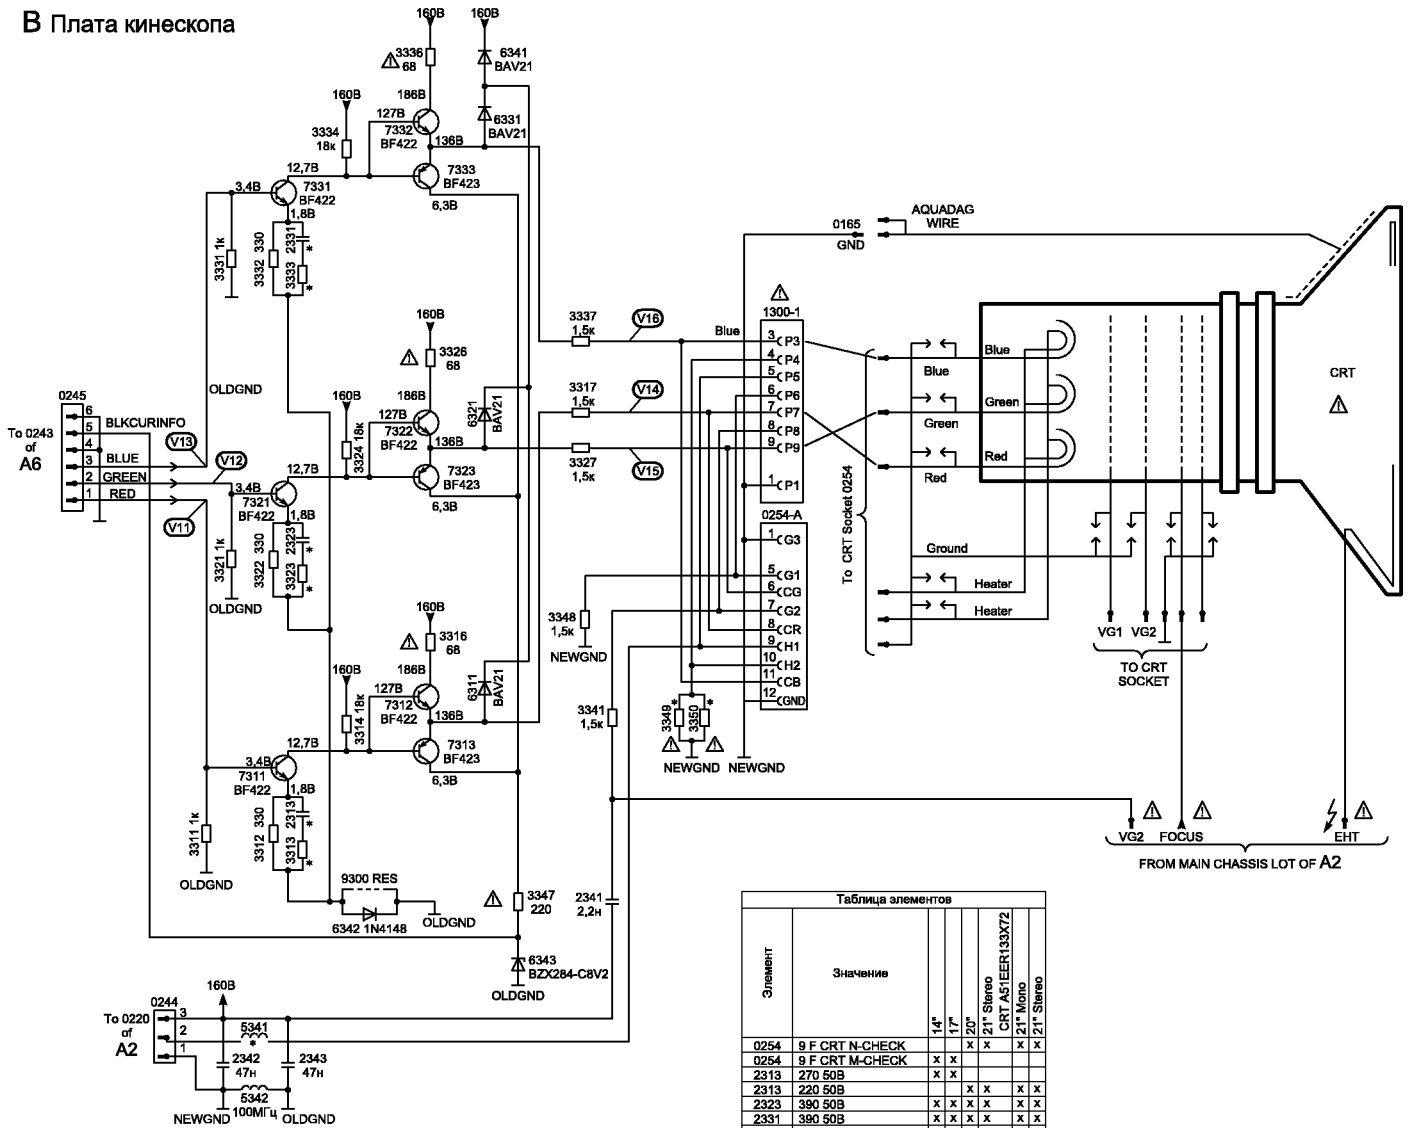 B Плата кинескопа
160В
160В
3336
68
6341
BAV21
160В
186В
127В
7332
BF422
6331
BAV21
3334
18к
136В
12,7В
7333
BF423
3,4В
7331
BF422
6,3В
1,8В
3331 1к
3332 330
2331
*
3333
*
0165
GND
AQUADAG
WIRE
OLDGND
160В
3326
68
160В
186В
127В
7322
BF422
3324 18к
136В
6321
BAV21
12,7В
7323
BF423
3,4В
7321
BF422
6,3В
1,8В
3321 1к
3322 330
2323
*
3323
*
OLDGND
3337
1,5к
V16
3317
1,5к
V14
3327
1,5к
V15
Blue
1300-1
3 P3
4 P4
5 P5
6 P6
7 P7
8 P8
9 P9
1 P1
0254-A
1 G3
5 G1
6 CG
7 G2
8 CR
9 H1
10 H2
11 CB
12 GND
To CRT Socket 0254
Blue
Blue
Green
Green
Red
Red
Ground
Heater
Heater
CRT
VG1
VG2
TO CRT
SOCKET
0245
To 0243
of
A6
6
5 BLKCURINFO
4
3 BLUE
2 GREEN
1 RED
V13
V12
V11
160В
3316
68
160В
186В
127В
7312
BF422
3314 18к
136В
6311
BAV21
12,7В
7313
BF423
3,4В
7311
BF422
6,3В
1,8В
3311 1к
3312 330
2313
*
3313
*
OLDGND
3348
1,5к
NEWGND
3341
1,5к
3349
*
3350
*
NEWGND
NEWGND
VG2
FOCUS
EHT
FROM MAIN CHASSIS LOT OF A2
9300 RES
6342 1N4148
OLDGND
3347
220
2341
2,2н
6343
BZX284-C8V2
OLDGND
160В
0244
To 0220
of
A2
3
2
1
5341
*
2342
47н
2343
47н
5342
100МГц
NEWGND
OLDGND
Таблица элементов
Элемент Значение 14" 17" 20" 21" Stereo CRT A51EER133X72 21" Mono 21" Stereo
0254 9 F CRT N-CHECK x x x x
0254 9 F CRT M-CHECK x x
2313 270 50В x x
2313 220 50В x x x x
2323 390 50В x x x x x x
2331 390 50В x x x x x x